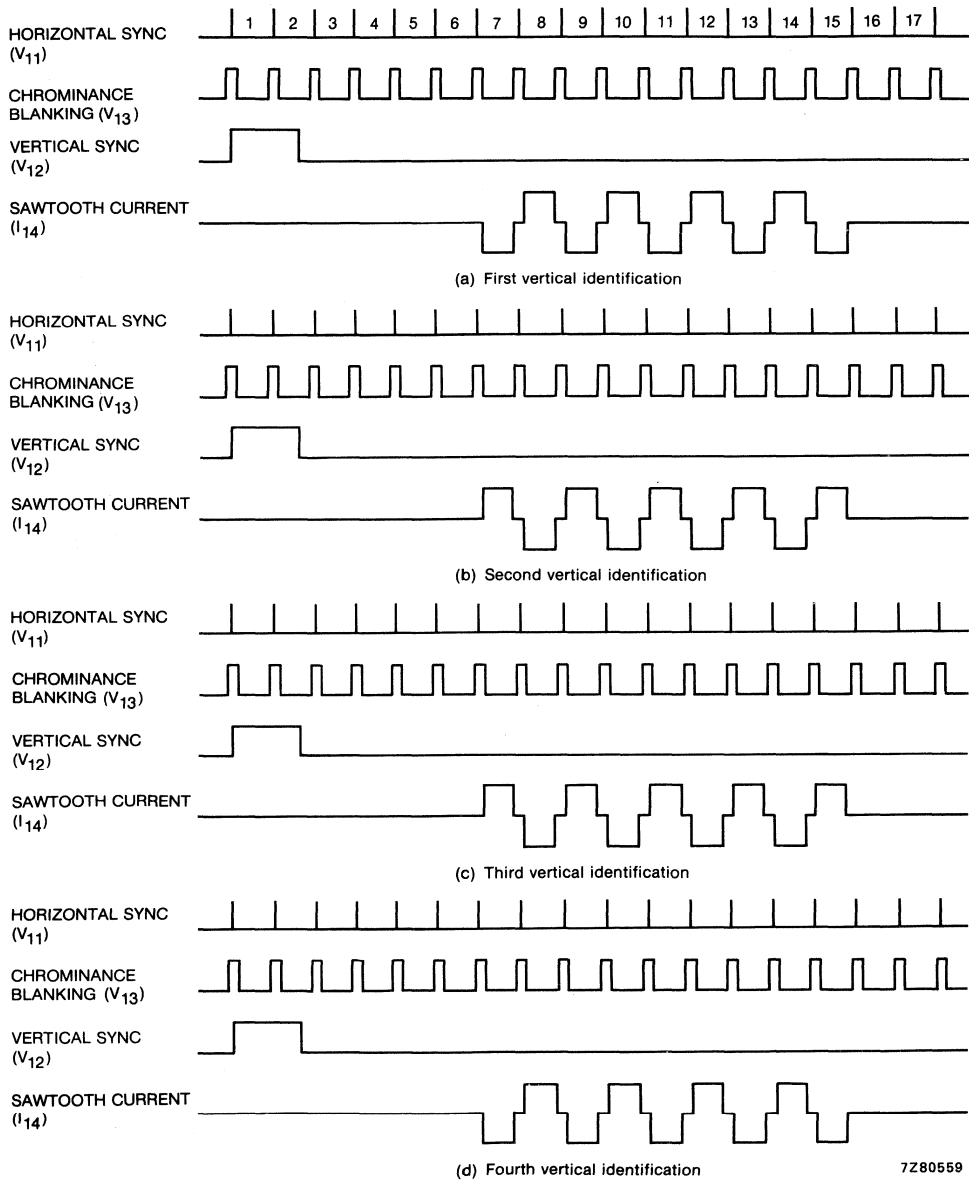 1 2 3 4 5 6 7 8 9 10 11 12 13 14 15 16 17
HORIZONTAL SYNC
(V11)
CHROMINANCE
BLANKING (V13)
VERTICAL SYNC
(V12)
SAWTOOTH CURRENT
(I14)
(a) First vertical identification
HORIZONTAL SYNC
(V11)
CHROMINANCE
BLANKING (V13)
VERTICAL SYNC
(V12)
SAWTOOTH CURRENT
(I14)
(b) Second vertical identification
HORIZONTAL SYNC
(V11)
CHROMINANCE
BLANKING (V13)
VERTICAL SYNC
(V12)
SAWTOOTH CURRENT
(I14)
(c) Third vertical identification
HORIZONTAL SYNC
(V11)
CHROMINANCE
BLANKING (V13)
VERTICAL SYNC
(V12)
SAWTOOTH CURRENT
(I14)
(d) Fourth vertical identification
7Z80559